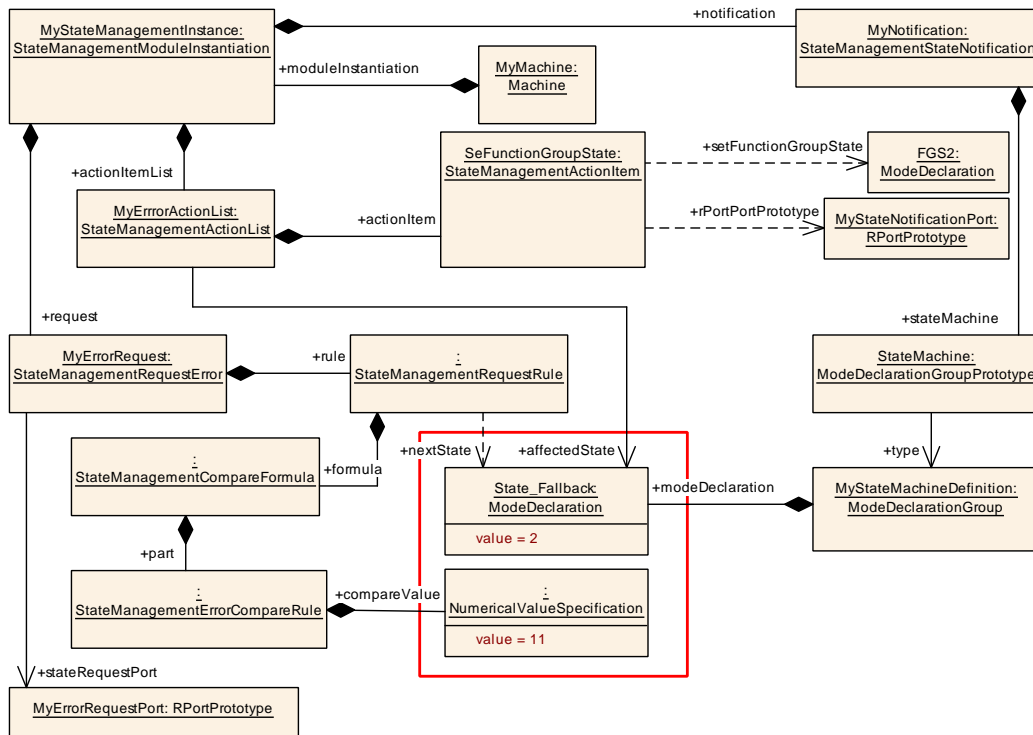 MyStateManagementInstance:
StateManagementModuleInstantiation
+notification
MyNotification:
StateManagementStateNotification
+moduleInstantiation
MyMachine:
Machine
+actionItemList
SeFunctionGroupState:
StateManagementActionItem
+setFunctionGroupState
FGS2:
ModeDeclaration
MyErrrorActionList:
StateManagementActionList
+actionItem
+rPortPortPrototype
MyStateNotificationPort:
RPortPrototype
+request
+stateMachine
MyErrorRequest:
StateManagementRequestError
+rule
:
StateManagementRequestRule
StateMachine:
ModeDeclarationGroupPrototype
+nextState
+affectedState
+type
:
StateManagementCompareFormula
+formula
State_Fallback:
ModeDeclaration
value = 2
+modeDeclaration
MyStateMachineDefinition:
ModeDeclarationGroup
+part
:
StateManagementErrorCompareRule
+compareValue
:
NumericalValueSpecification
value = 11
+stateRequestPort
MyErrorRequestPort: RPortPrototype